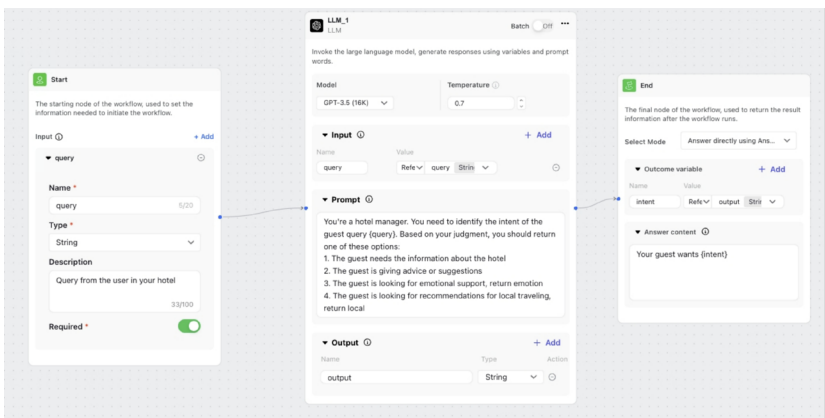 Start
The starting node of the workflow, used to set the
information needed to initiate the workflow.
Input
+ Add
query
Name *
query 5/20
Type *
String
Description
Query from the user in your hotel
33/100
Required *
LLM_1
LLM
Batch Off
Invoke the large language model, generate responses using variables and prompt
words.
Model Temperature
GPT-3.5 (16K) 0.7
Input + Add
Name Value
query Refe query Strin
Prompt
You're a hotel manager. You need to identify the intent of the
guest query {query}. Based on your judgment, you should return
one of these options:
1. The guest needs the information about the hotel
2. The guest is giving advice or suggestions
3. The guest is looking for emotional support, return emotion
4. The guest is looking for recommendations for local traveling,
return local
Output + Add
Name Type Action
output String
End
The final node of the workflow, used to return the result
information after the workflow runs.
Select Mode Answer directly using Ans...
Outcome variable + Add
Name Value
intent Refe output Stri
Answer content
Your guest wants {intent}